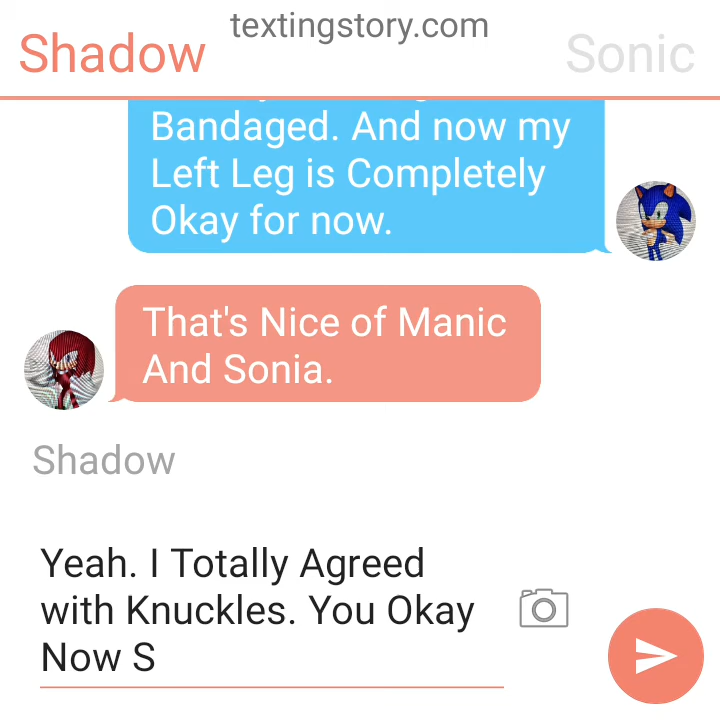 textingstory.com
Shadow
Sonic
Bandaged. And now my
Left Leg is Completely
Okay for now.
That's Nice of Manic
And Sonia.
Shadow
Yeah. I Totally Agreed
with Knuckles. You Okay
Now S